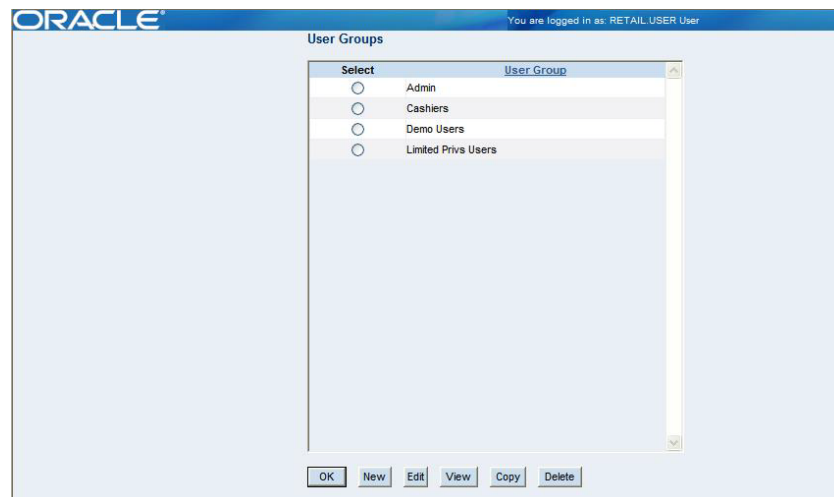 ORACLE®
You are logged in as: RETAIL.USER User
User Groups
Select User Group
Admin
Cashiers
Demo Users
Limited Privs Users
OK New Edit View Copy Delete